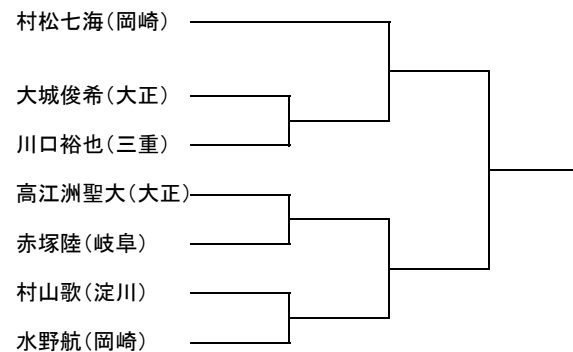 村松七海(岡崎)
大城俊希(大正)
川口裕也(三重)
高江洲聖大(大正)
赤塚陸(岐阜)
村山歌(淀川)
水野航(岡崎)